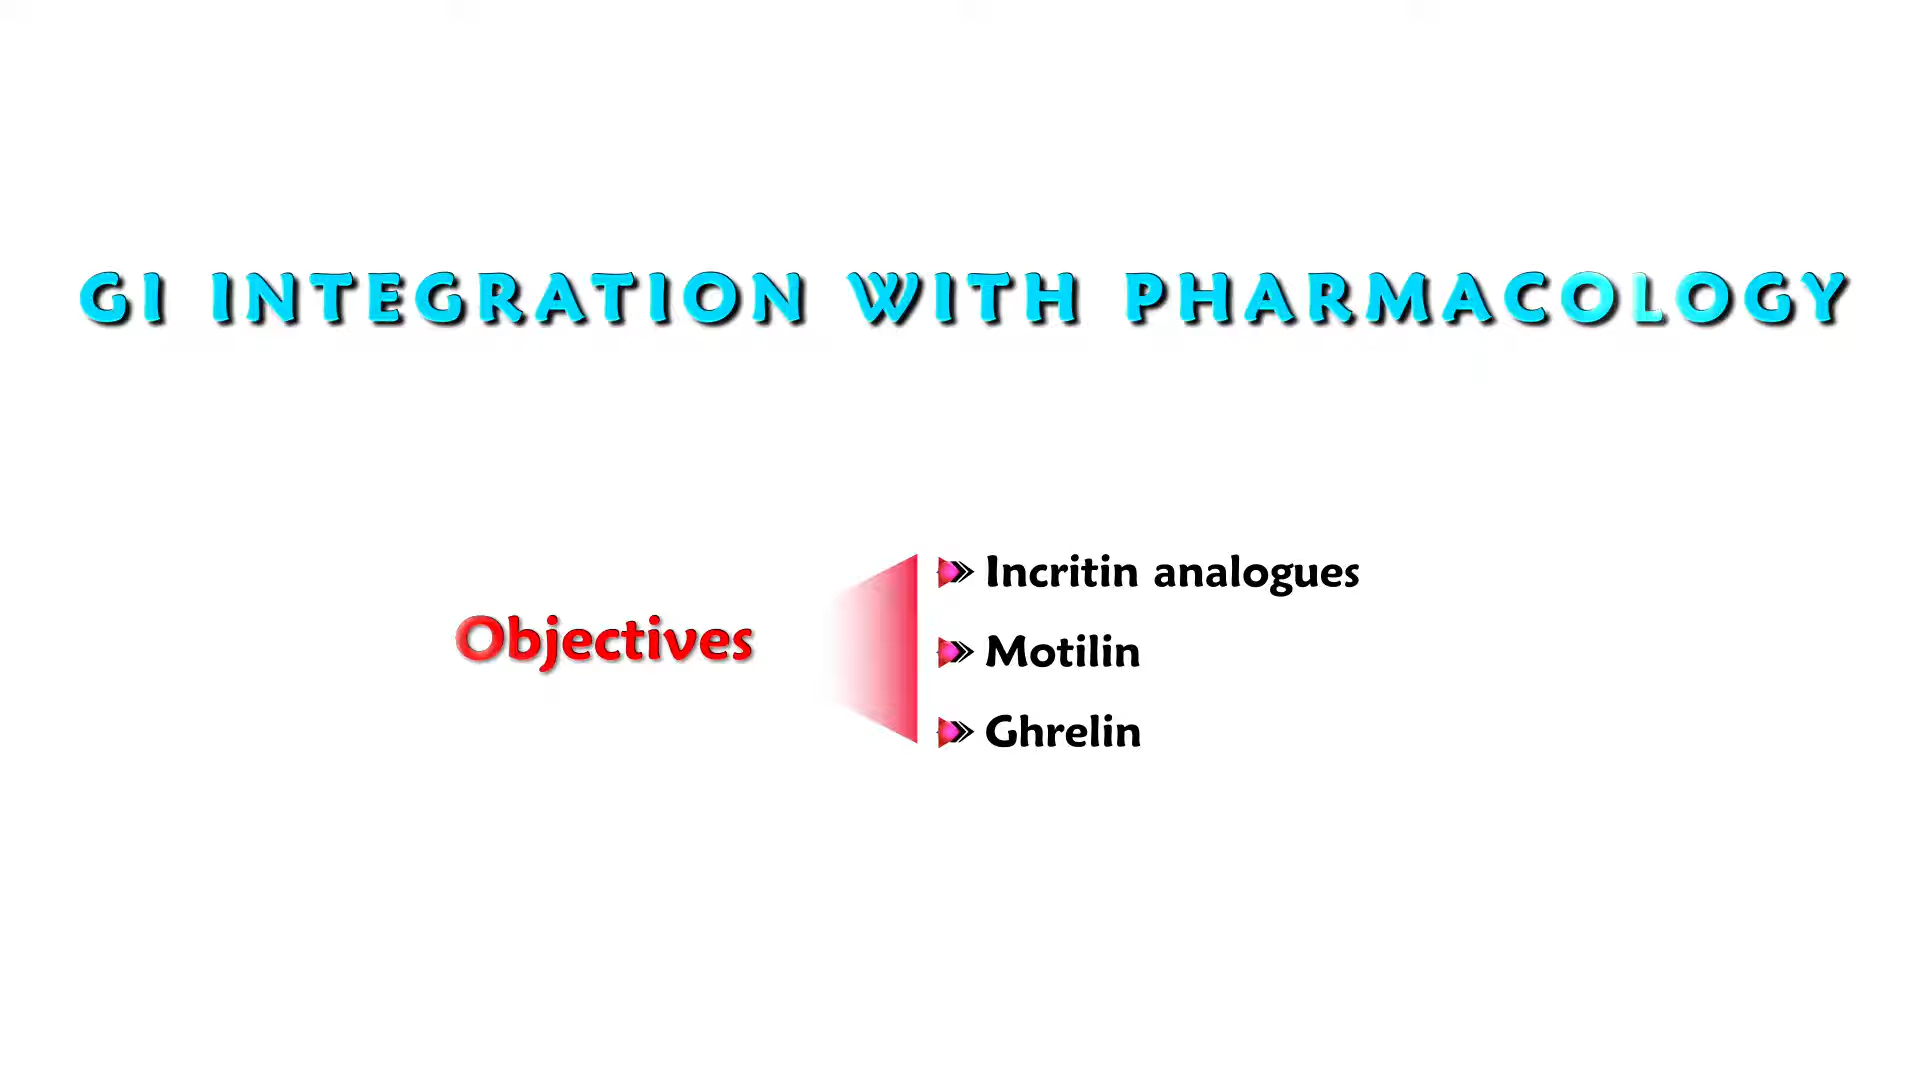 GI INTEGRATION WITH PHARMACOLOGY
Objectives
Incritin analogues
Motilin
Ghrelin